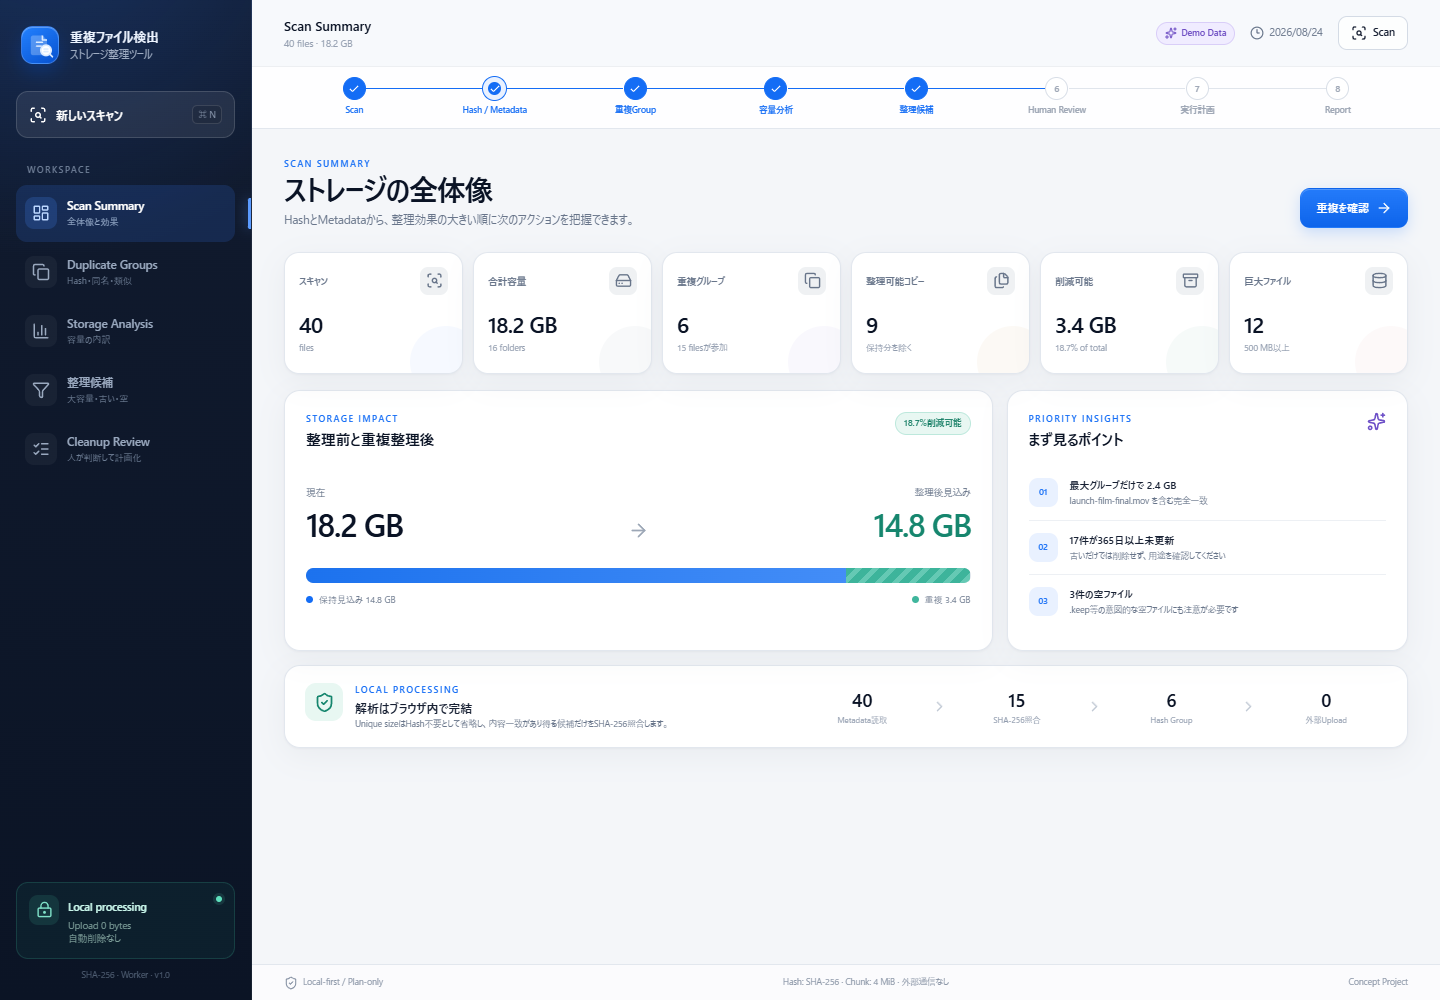 重複ファイル検出
ストレージ整理ツール
新しいスキャン
⌘ N
WORKSPACE
Scan Summary
全体像と効果
Duplicate Groups
Hash・同名・類似
Storage Analysis
容量の内訳
整理候補
大容量・古い・空
Cleanup Review
人が判断して計画化
Local processing
Upload 0 bytes
自動削除なし
SHA-256 · Worker · v1.0
Scan Summary
40 files · 18.2 GB
Demo Data
2026/08/24
Scan
Scan
Hash / Metadata
重複Group
容量分析
整理候補
6
Human Review
7
実行計画
8
Report
SCAN SUMMARY
ストレージの全体像
HashとMetadataから、整理効果の大きい順に次のアクションを把握できます。
重複を確認
スキャン
40
files
合計容量
18.2 GB
16 folders
重複グループ
6
15 filesが参加
整理可能コピー
9
保持分を除く
削減可能
3.4 GB
18.7% of total
巨大ファイル
12
500 MB以上
STORAGE IMPACT
整理前と重複整理後
18.7%削減可能
現在
18.2 GB
整理後見込み
14.8 GB
保持見込み 14.8 GB
重複 3.4 GB
PRIORITY INSIGHTS
まず見るポイント
01
最大グループだけで 2.4 GB
launch-film-final.mov を含む完全一致
02
17件が365日以上未更新
古いだけでは削除せず、用途を確認してください
03
3件の空ファイル
.keep等の意図的な空ファイルにも注意が必要です
LOCAL PROCESSING
解析はブラウザ内で完結
Unique sizeはHash不要として省略し、内容一致があり得る候補だけをSHA-256照合します。
40
Metadata読取
15
SHA-256照合
6
Hash Group
0
外部Upload
Local-first / Plan-only
Hash: SHA-256 · Chunk: 4 MiB · 外部通信なし
Concept Project